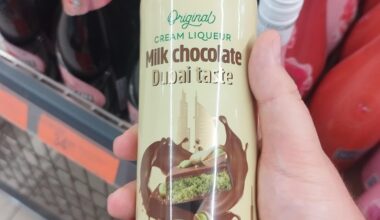 Original
CREAM LIQUEUR
Milk chocolate
Dubai taste